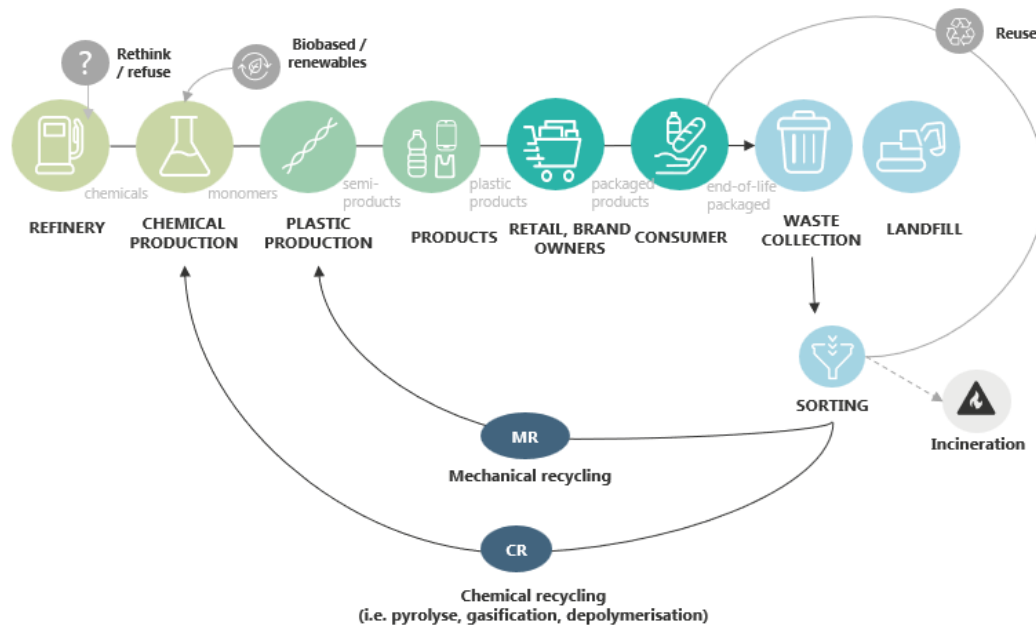 Rethink
/ refuse
?
Biobased /
renewables
Reuse
chemicals
monomers
semi-
products
plastic
products
packaged
products
end-of-life
packaged
REFINERY
CHEMICAL
PRODUCTION
PLASTIC
PRODUCTION
PRODUCTS
RETAIL, BRAND
OWNERS
CONSUMER
WASTE
COLLECTION
LANDFILL
SORTING
Incineration
MR
Mechanical recycling
CR
Chemical recycling
(i.e. pyrolyse, gasification, depolymerisation)